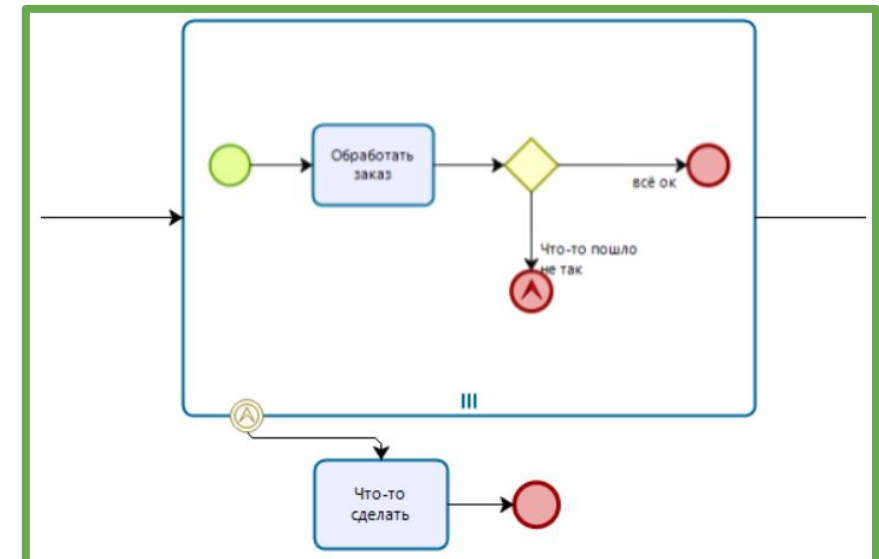 Обработать
заказ
всё ок
Что-то пошло
не так
Что-то
сделать